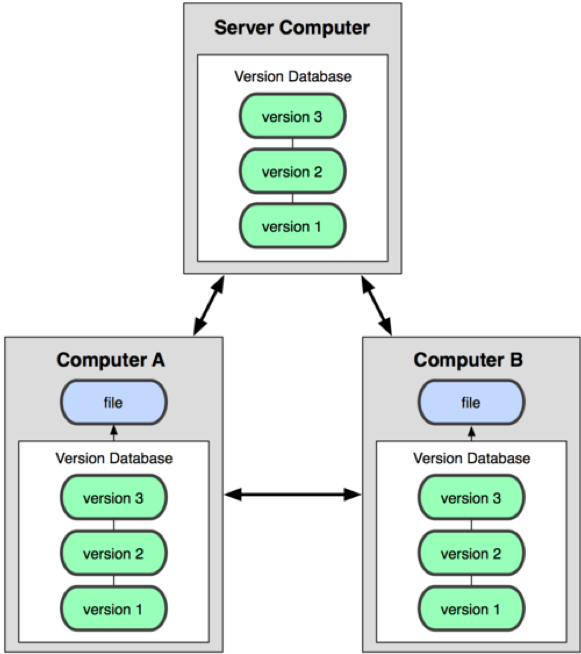 Server Computer
Version Database
version 3
version 2
version 1
Computer A
file
Version Database
version 3
version 2
version 1
Computer B
file
Version Database
version 3
version 2
version 1